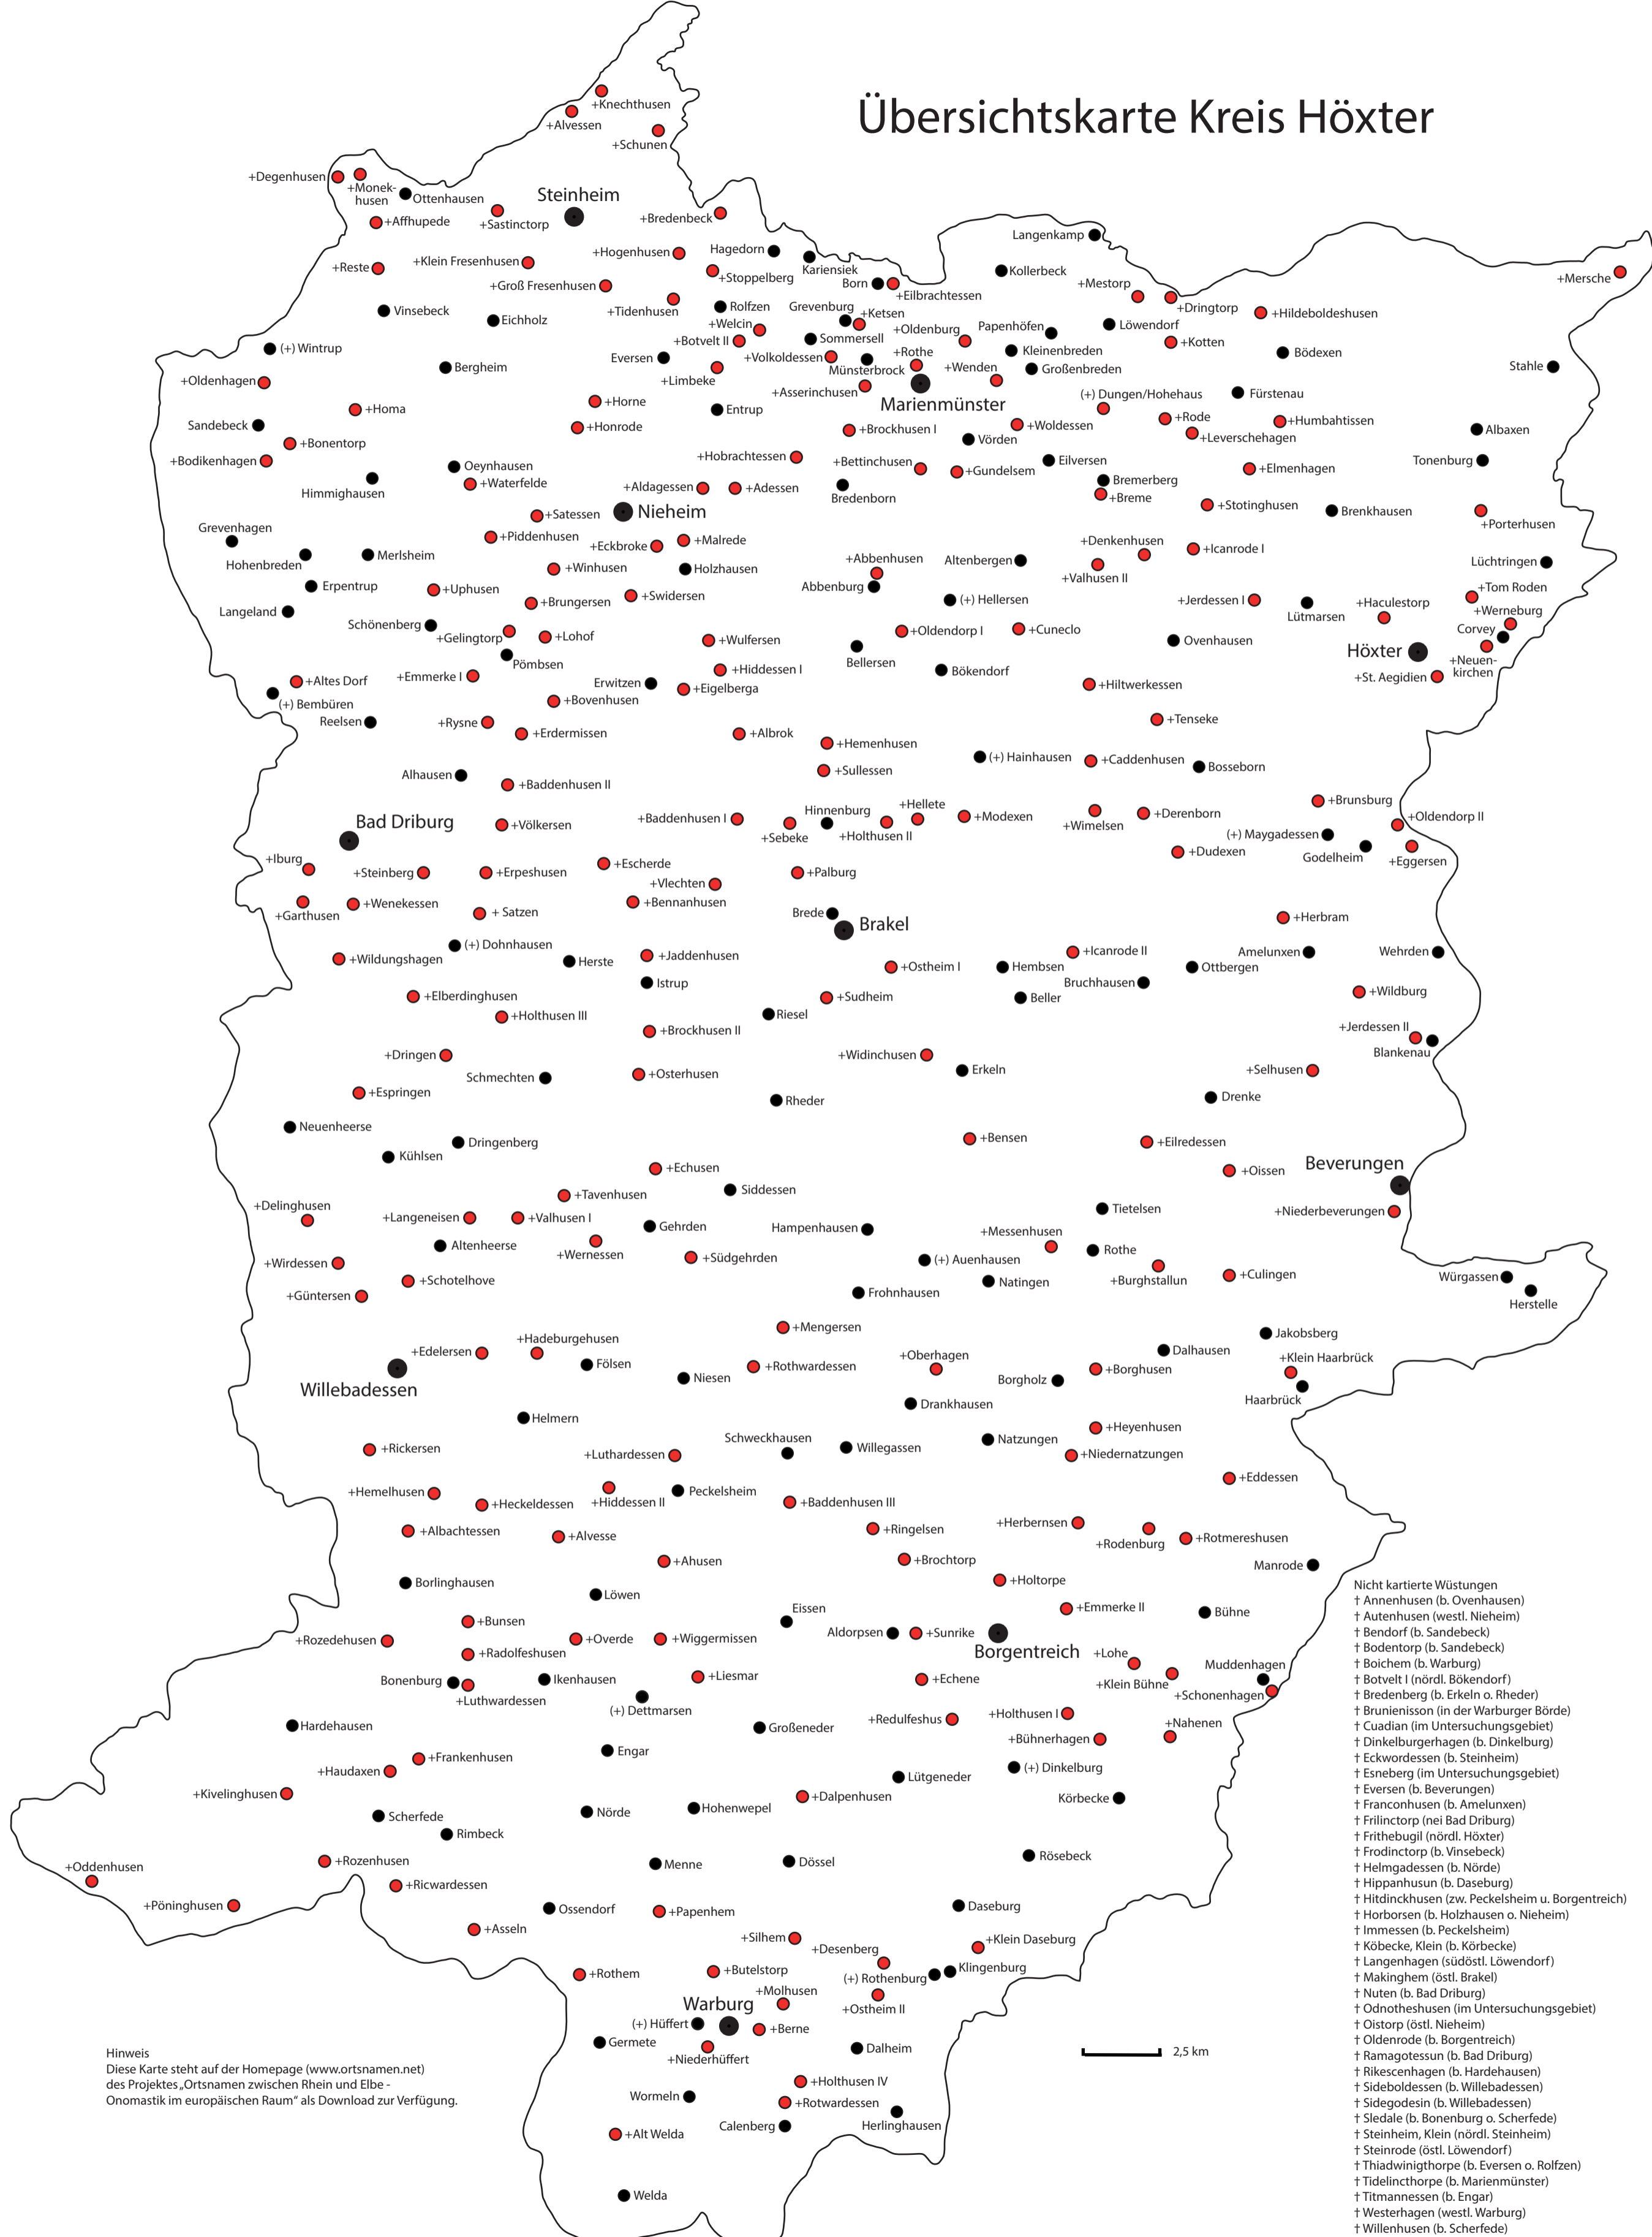 Übersichtskarte Kreis Höxter
+Knechthusen
+Alvessen
+Schunen
+Degenhusen
+Monek-
husen
Ottenhausen
Steinheim
+Affhupede
+Sastinctorp
+Bredenbeck
Langenkamp
+Hogenhusen
Hagedorn
Kariensiek
+Reste
+Klein Fresenhusen
+Stoppelberg
Born
Kollerbeck
+Mersche
+Groß Fresenhusen
+Eilbrachtessen
+Mestorp
+Tidenhusen
Rolfzen
Grevenburg
+Ketsen
+Dringtorp
+Hildeboldeshusen
Vinsebeck
Eichholz
+Welcin
+Oldenburg
Papenhöfen
Löwendorf
+Botvelt II
Sommersell
+Kotten
(+) Wintrup
Eversen
+Volkoldessen
+Rothe
Kleinenbreden
Bödexen
Bergheim
Münsterbrock
+Wenden
Großenbreden
Stahle
+Oldenhagen
+Limbeke
+Asserinchusen
Marienmünster
(+) Dungen/Hohehaus
Fürstenau
+Homa
+Horne
Entrup
+Rode
+Humbahtissen
Sandebeck
+Honrode
+Brockhusen I
Vörden
+Woldessen
+Leverschehagen
Albaxen
+Bonentorp
+Bodikenhagen
+Hobrachtessen
+Bettinchusen
+Gundelsem
Eilversen
Tonenburg
Oeynhausen
+Elmenhagen
Himmighausen
+Waterfelde
+Aldagessen
+Adessen
Bredenborn
Bremerberg
+Breme
+Satessen
Nieheim
+Stotinghusen
Brenkhausen
+Porterhusen
Grevenhagen
+Piddenhusen
+Eckbroke
+Malrede
+Denkenhusen
+Icanrode I
Hohenbreden
Merlsheim
+Winhusen
Holzhausen
+Abbenhusen
Altenbergen
+Valhusen II
Lüchtringen
Erpentrup
+Uphusen
Abbenburg
+Tom Roden
Langeland
+Brungersen
+Swidersen
(+) Hellersen
+Jerdessen I
Lütmarsen
+Haculestorp
+Werneburg
Schönenberg
+Gelingtorp
+Lohof
+Wulfersen
+Oldendorp I
+Cuneclo
Ovenhausen
Corvey
Pömbsen
Bellersen
Höxter
+Neuen-
kirchen
+Altes Dorf
+Emmerke I
Erwitzen
+Hiddessen I
Bökendorf
+St. Aegidien
(+) Bembüren
+Bovenhusen
+Eigelberga
+Hiltwerkessen
Reelsen
+Rysne
+Erdermissen
+Albrok
+Hemenhusen
+Tenseke
Alhausen
+Sullessen
(+) Hainhausen
+Caddenhusen
Bosseborn
+Baddenhusen II
Bad Driburg
+Völkersen
+Baddenhusen I
+Sebeke
Hinnenburg
+Holthusen II
+Hellete
+Modexen
+Wimelsen
+Derenborn
+Brunsburg
+Oldendorp II
(+) Maygadessen
Godelheim
+Eggersen
+Iburg
+Steinberg
+Erpeshusen
+Escherde
+Vlechten
+Palburg
+Dudexen
+Garthusen
+Wenekessen
+ Satzen
+Bennanhusen
Brede
Brakel
+Herbram
(+) Dohnhausen
+Wildungshagen
Herste
+Jaddenhusen
+Ostheim I
Hembsen
+Icanrode II
Ottbergen
Amelunxen
Wehrden
Istrup
Bruchhausen
+Elberdinghusen
+Sudheim
Beller
+Wildburg
+Holthusen III
Riesel
+Brockhusen II
+Jerdessen II
Blankenau
+Dringen
+Widinchusen
Erkeln
+Selhusen
Schmechten
+Osterhusen
+Espringen
Rheder
Drenke
Neuenheerse
Dringenberg
+Bensen
+Eilredessen
Kühlsen
+Echusen
+Oissen
Beverungen
+Tavenhusen
Siddessen
+Delinghusen
+Langeneisen
+Valhusen I
Gehrden
Hampenhausen
Tietelsen
+Niederbeverungen
Altenheerse
+Wernessen
+Südgehrden
+Messenhusen
Rothe
+Wirdessen
(+) Auenhausen
+Burghstallun
+Culingen
Würgassen
+Schotelhove
Natingen
+Güntersen
Frohnhausen
Herstelle
+Mengersen
Jakobsberg
+Edelersen
+Hadeburgehusen
Fölsen
+Rothwardessen
+Oberhagen
Dalhausen
+Klein Haarbrück
Willebadessen
Niesen
Borgholz
+Borghusen
Haarbrück
Helmern
Drankhausen
+Heyenhusen
+Rickersen
+Luthardessen
Schweckhausen
Willegassen
Natzungen
+Niedernatzungen
+Eddessen
+Hemelhusen
+Heckeldessen
+Hiddessen II
Peckelsheim
+Baddenhusen III
+Albachtessen
+Alvesse
+Ringelsen
+Herbernsen
+Rodenburg
+Rotmereshusen
+Ahusen
+Brochtorp
Manrode
Borlinghausen
Löwen
+Holtorpe
+Bunsen
Eissen
+Emmerke II
Bühne
+Rozedehusen
+Overde
+Wiggermissen
Aldorpsen
+Sunrike
Borgentreich
+Radolfeshusen
+Lohe
Muddenhagen
Bonenburg
+Luthwardessen
Ikenhausen
+Liesmar
+Echene
+Klein Bühne
+Schonenhagen
(+) Dettmarsen
Hardehausen
Großeneder
+Redulfeshus
+Holthusen I
+Nahenen
+Bühnerhagen
+Frankenhusen
Engar
+Haudaxen
Lütgeneder
(+) Dinkelburg
+Kivelinghusen
+Dalpenhusen
Körbecke
Scherfede
Nörde
Hohenwepel
Rimbeck
+Rozenhusen
Menne
Dössel
Rösebeck
+Oddenhusen
+Ricwardessen
+Pöninghusen
Ossendorf
+Papenhem
Daseburg
+Asseln
+Silhem
+Desenberg
+Klein Daseburg
+Rothem
+Butelstorp
(+) Rothenburg
Klingenburg
+Molhusen
Warburg
+Ostheim II
(+) Hüffert
+Berne
Germete
+Niederhüffert
Dalheim
2,5 km
+Holthusen IV
Wormeln
+Rotwardessen
Calenberg
Herlinghausen
+Alt Welda
Welda
Hinweis
Diese Karte steht auf der Homepage (www.ortsnamen.net)
des Projektes „Ortsnamen zwischen Rhein und Elbe -
Onomastik im europäischen Raum“ als Download zur Verfügung.
Nicht kartierte Wüstungen
† Annenhusen (b. Ovenhausen)
† Autenhusen (westl. Nieheim)
† Bendorf (b. Sandebeck)
† Bodentorp (b. Sandebeck)
† Boichem (b. Warburg)
† Botvelt I (nördl. Bökendorf)
† Bredenberg (b. Erkeln o. Rheder)
† Brunienisson (in der Warburger Börde)
† Cuadian (im Untersuchungsgebiet)
† Dinkelburgerhagen (b. Dinkelburg)
† Eckwordessen (b. Steinheim)
† Esneberg (im Untersuchungsgebiet)
† Eversen (b. Beverungen)
† Franconhusen (b. Amelunxen)
† Frilinctorp (nei Bad Driburg)
† Frithebugil (nördl. Höxter)
† Frodinctorp (b. Vinsebeck)
† Helmgadessen (b. Nörde)
† Hippanhusun (b. Daseburg)
† Hitdinckhusen (zw. Peckelsheim u. Borgentreich)
† Horborsen (b. Holzhausen o. Nieheim)
† Immessen (b. Peckelsheim)
† Köbecke, Klein (b. Körbecke)
† Langenhagen (südöstl. Löwendorf)
† Makinghem (östl. Brakel)
† Nuten (b. Bad Driburg)
† Odnotheshusen (im Untersuchungsgebiet)
† Oistorp (östl. Nieheim)
† Oldenrode (b. Borgentreich)
† Ramagotessun (b. Bad Driburg)
† Rikescenhagen (b. Hardehausen)
† Sideboldessen (b. Willebadessen)
† Sidegodesin (b. Willebadessen)
† Sledale (b. Bonenburg o. Scherfede)
† Steinheim, Klein (nördl. Steinheim)
† Steinrode (östl. Löwendorf)
† Thiadwinigthorpe (b. Eversen o. Rolfzen)
† Tidelincthorpe (b. Marienmünster)
† Titmannessen (b. Engar)
† Westerhagen (westl. Warburg)
† Willenhusen (b. Scherfede)